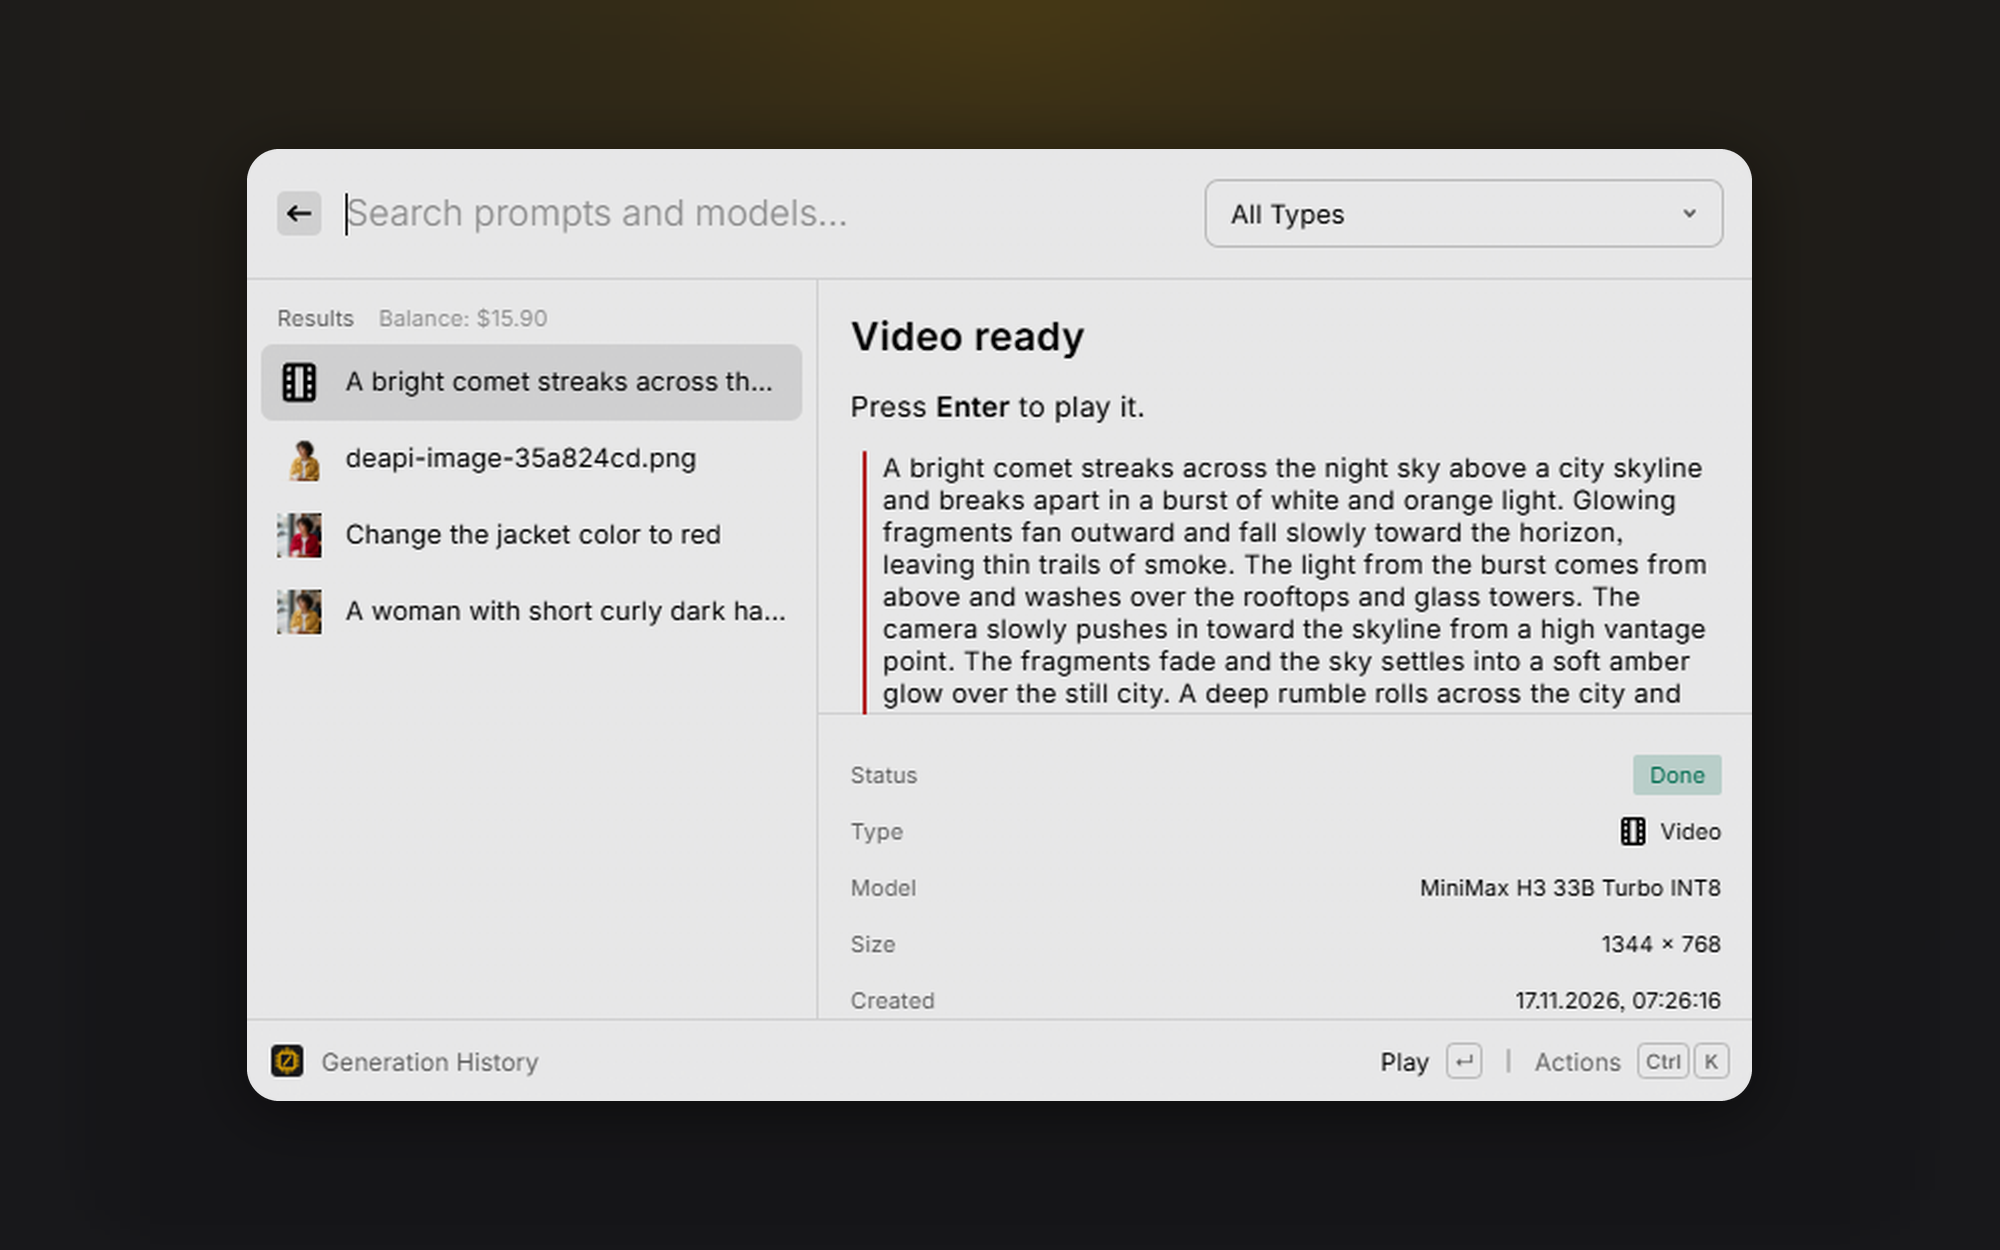 Search prompts and models...
All Types
Results Balance: $15.90
A bright comet streaks across th...
deapi-image-35a824cd.png
Change the jacket color to red
A woman with short curly dark ha...
Video ready
Press Enter to play it.
A bright comet streaks across the night sky above a city skyline
and breaks apart in a burst of white and orange light. Glowing
fragments fan outward and fall slowly toward the horizon,
leaving thin trails of smoke. The light from the burst comes from
above and washes over the rooftops and glass towers. The
camera slowly pushes in toward the skyline from a high vantage
point. The fragments fade and the sky settles into a soft amber
glow over the still city. A deep rumble rolls across the city and
Status Done
Type Video
Model MiniMax H3 33B Turbo INT8
Size 1344 × 768
Created 17.11.2026, 07:26:16
Generation History
Play ↵ | Actions Ctrl K